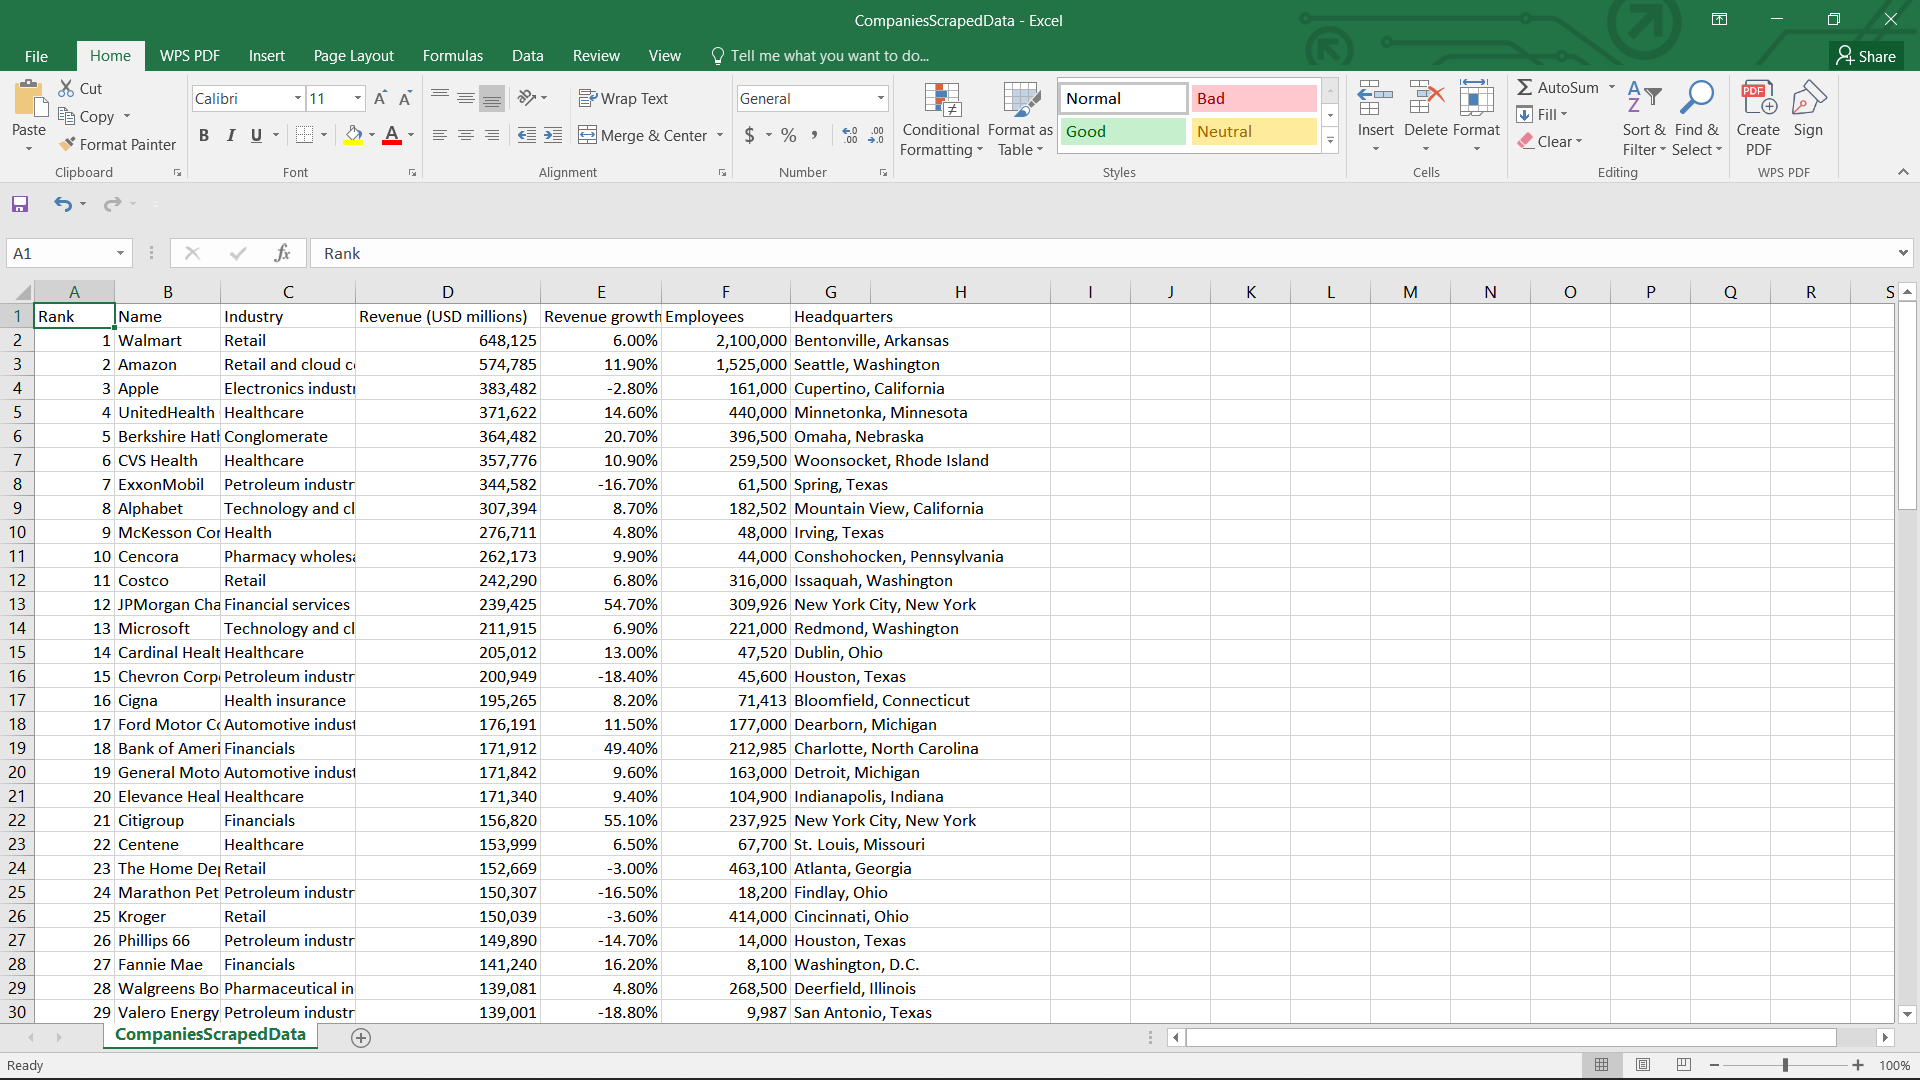 CompaniesScrapedData - Excel
File Home WPS PDF Insert Page Layout Formulas Data Review View Tell me what you want to do... Share
Paste Cut Copy Format Painter Clipboard
Calibri 11 A A B I U A Font
Wrap Text Merge & Center Alignment
General $ % , .0 .00 .00 .0 Number
Conditional Formatting Format as Table Normal Bad Good Neutral Styles
Insert Delete Format Cells
AutoSum Fill Clear Sort & Filter Find & Select Editing
Create PDF Sign WPS PDF
A1 fx Rank
A B C D E F G H I J K L M N O P Q R S
1 Rank Name Industry Revenue (USD millions) Revenue growth Employees Headquarters
2 1 Walmart Retail 648,125 6.00% 2,100,000 Bentonville, Arkansas
3 2 Amazon Retail and cloud c 574,785 11.90% 1,525,000 Seattle, Washington
4 3 Apple Electronics industr 383,482 -2.80% 161,000 Cupertino, California
5 4 UnitedHealth Healthcare 371,622 14.60% 440,000 Minnetonka, Minnesota
6 5 Berkshire Hath Conglomerate 364,482 20.70% 396,500 Omaha, Nebraska
7 6 CVS Health Healthcare 357,776 10.90% 259,500 Woonsocket, Rhode Island
8 7 ExxonMobil Petroleum industr 344,582 -16.70% 61,500 Spring, Texas
9 8 Alphabet Technology and cl 307,394 8.70% 182,502 Mountain View, California
10 9 McKesson Cor Health 276,711 4.80% 48,000 Irving, Texas
11 10 Cencora Pharmacy wholesa 262,173 9.90% 44,000 Conshohocken, Pennsylvania
12 11 Costco Retail 242,290 6.80% 316,000 Issaquah, Washington
13 12 JPMorgan Cha Financial services 239,425 54.70% 309,926 New York City, New York
14 13 Microsoft Technology and cl 211,915 6.90% 221,000 Redmond, Washington
15 14 Cardinal Healt Healthcare 205,012 13.00% 47,520 Dublin, Ohio
16 15 Chevron Corp Petroleum industr 200,949 -18.40% 45,600 Houston, Texas
17 16 Cigna Health insurance 195,265 8.20% 71,413 Bloomfield, Connecticut
18 17 Ford Motor Co Automotive indust 176,191 11.50% 177,000 Dearborn, Michigan
19 18 Bank of Ameri Financials 171,912 49.40% 212,985 Charlotte, North Carolina
20 19 General Moto Automotive indust 171,842 9.60% 163,000 Detroit, Michigan
21 20 Elevance Heal Healthcare 171,340 9.40% 104,900 Indianapolis, Indiana
22 21 Citigroup Financials 156,820 55.10% 237,925 New York City, New York
23 22 Centene Healthcare 153,999 6.50% 67,700 St. Louis, Missouri
24 23 The Home Dep Retail 152,669 -3.00% 463,100 Atlanta, Georgia
25 24 Marathon Pet Petroleum industr 150,307 -16.50% 18,200 Findlay, Ohio
26 25 Kroger Retail 150,039 -3.60% 414,000 Cincinnati, Ohio
27 26 Phillips 66 Petroleum industr 149,890 -14.70% 14,000 Houston, Texas
28 27 Fannie Mae Financials 141,240 16.20% 8,100 Washington, D.C.
29 28 Walgreens Bo Pharmaceutical in 139,081 4.80% 268,500 Deerfield, Illinois
30 29 Valero Energy Petroleum industr 139,001 -18.80% 9,987 San Antonio, Texas
CompaniesScrapedData
Ready 100%